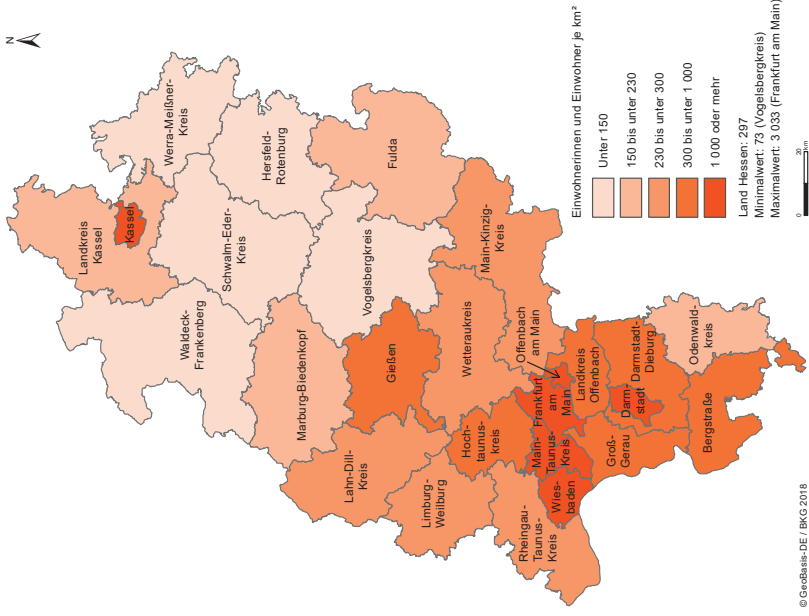 N
Landkreis
Kassel
Kassel
Werra-Meißner-
Kreis
Waldeck-
Frankenberg
Schwalm-Eder-
Kreis
Hersfeld-
Rotenburg
Marburg-Biedenkopf
Vogelsbergkreis
Fulda
Lahn-Dill-
Kreis
Gießen
Limburg-
Weilburg
Wetteraukreis
Hoch-
taunus-
kreis
Main-Kinzig-
Kreis
Rheingau-
Taunus-
Kreis
Main-
Taunus-
Kreis
Frankfurt
am
Main
Offenbach
am Main
Wies-
baden
Landkreis
Offenbach
Groß-
Gerau
Darm-
stadt
Darmstadt-
Dieburg
Bergstraße
Odenwald-
kreis
Einwohnerinnen und Einwohner je km²
Unter 150
150 bis unter 230
230 bis unter 300
300 bis unter 1 000
1 000 oder mehr
Land Hessen: 297
Minimalwert: 73 (Vogelsbergkreis)
Maximalwert: 3 033 (Frankfurt am Main)
0 20 km
© GeoBasis-DE / BKG 2018